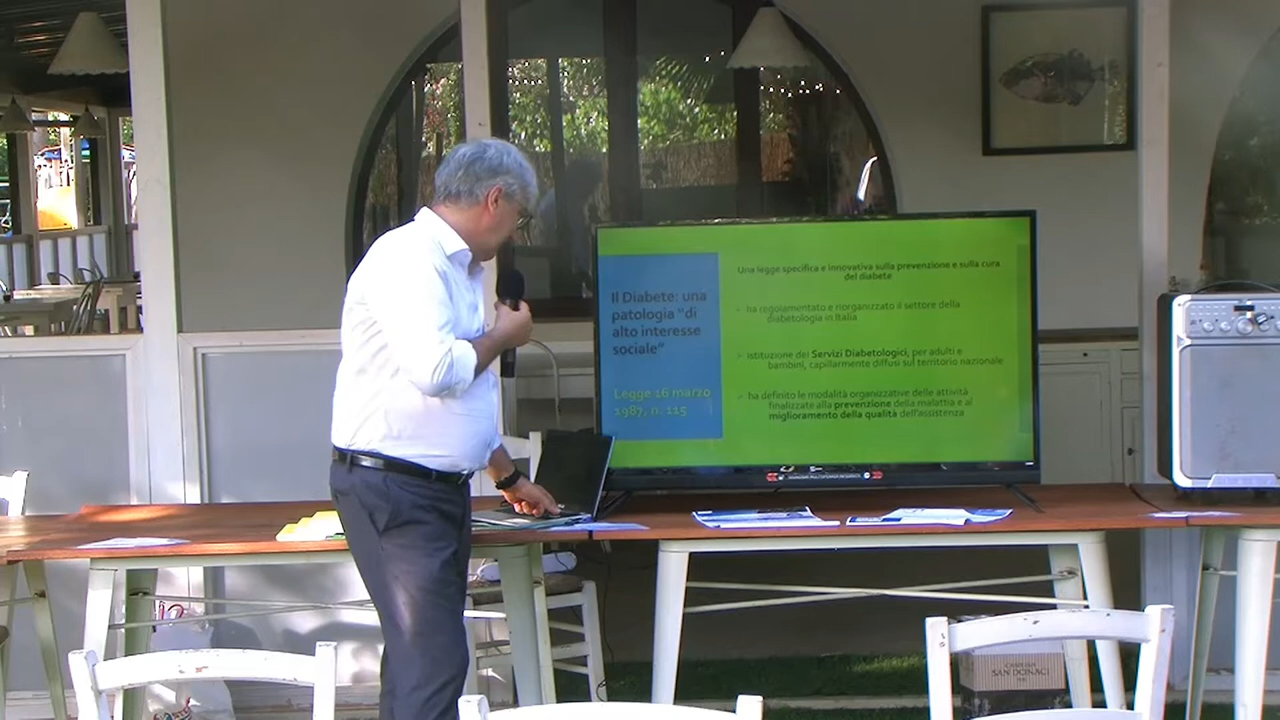 Il Diabete: una
patologia "di
alto interesse
sociale"
Legge 16 marzo
1987, n. 115
Una legge specifica e innovativa sulla prevenzione e sulla cura
del diabete
ha regolamentato e riorganizzato il settore della
diabetologia in Italia
istituzione dei Servizi Diabetologici, per adulti e
bambini, capillarmente diffusi sul territorio nazionale
ha definito le modalità organizzative delle attività
finalizzate alla prevenzione della malattia e al
miglioramento della qualità dell'assistenza
SAN DONACI